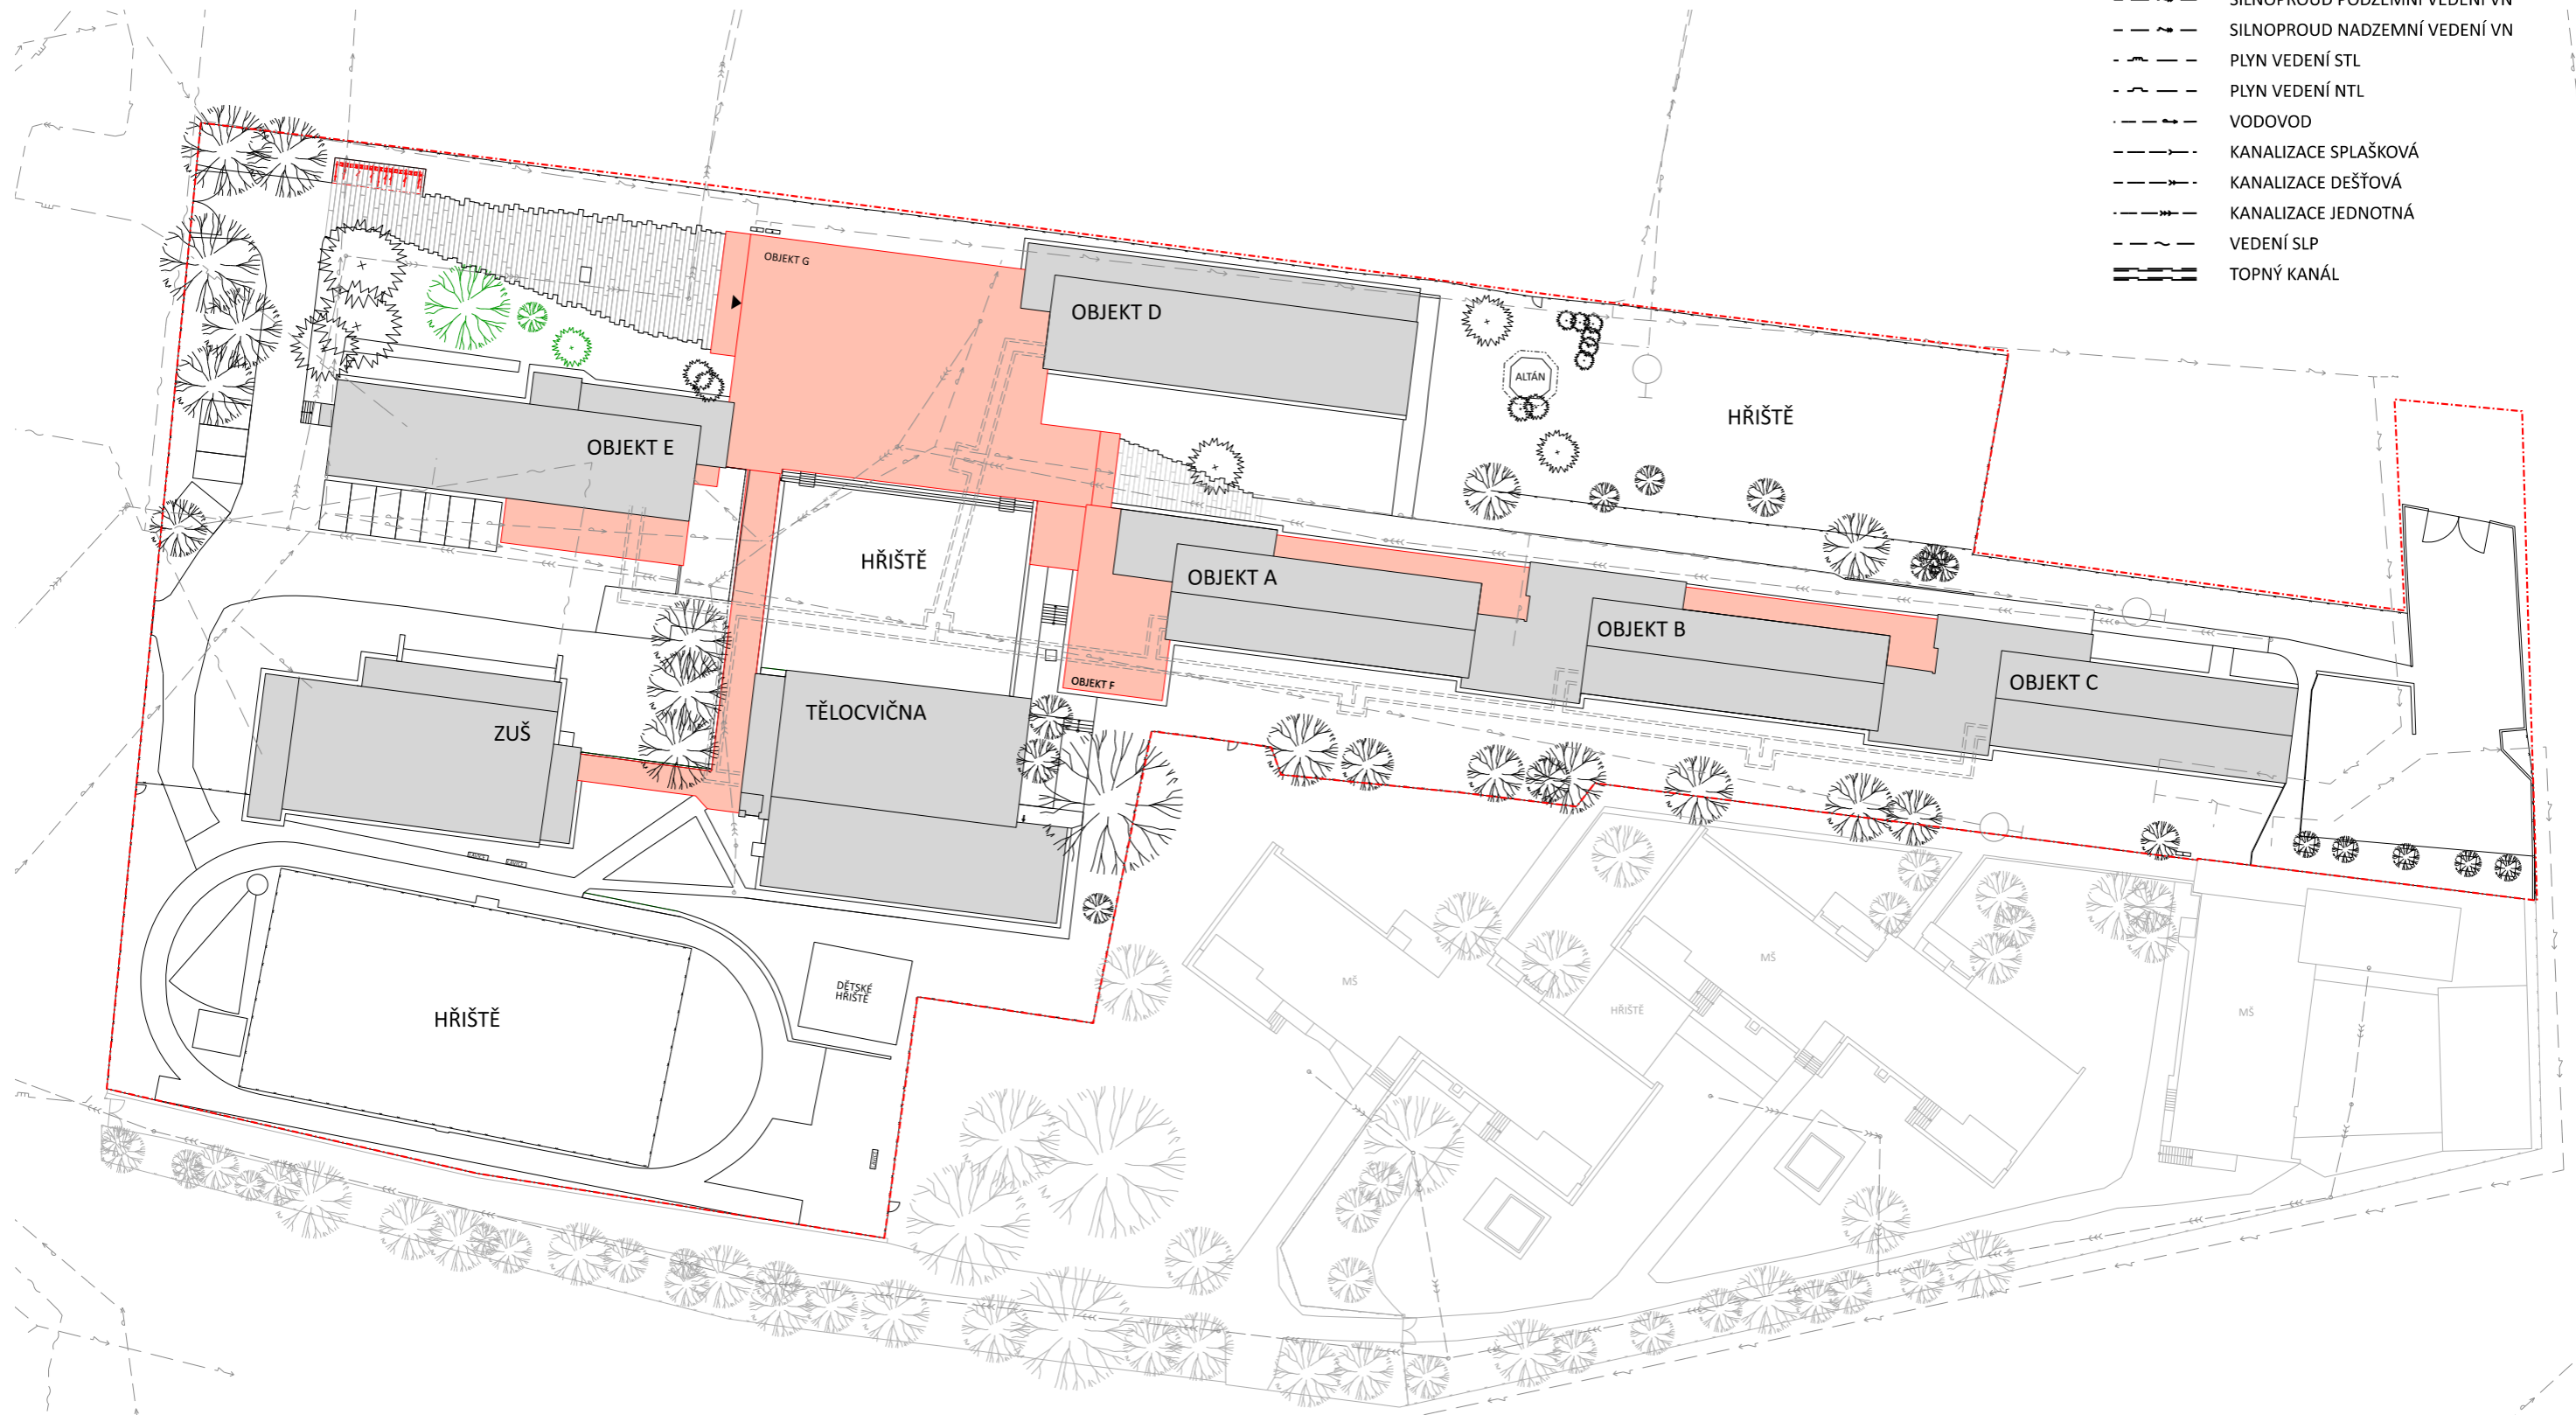 SILNOPROUD PODZEMNÍ VEDENÍ VN
SILNOPROUD NADZEMNÍ VEDENÍ VN
PLYN VEDENÍ STL
PLYN VEDENÍ NTL
VODOVOD
KANALIZACE SPLAŠKOVÁ
KANALIZACE DEŠŤOVÁ
KANALIZACE JEDNOTNÁ
VEDENÍ SLP
TOPNÝ KANÁL
OBJEKT G
OBJEKT D
ALTÁN
HŘIŠTĚ
OBJEKT E
HŘIŠTĚ
OBJEKT A
OBJEKT B
OBJEKT C
OBJEKT F
TĚLOCVIČNA
ZUŠ
DĚTSKÉ
HŘIŠTĚ
HŘIŠTĚ
MŠ
HŘIŠTĚ
MŠ
MŠ